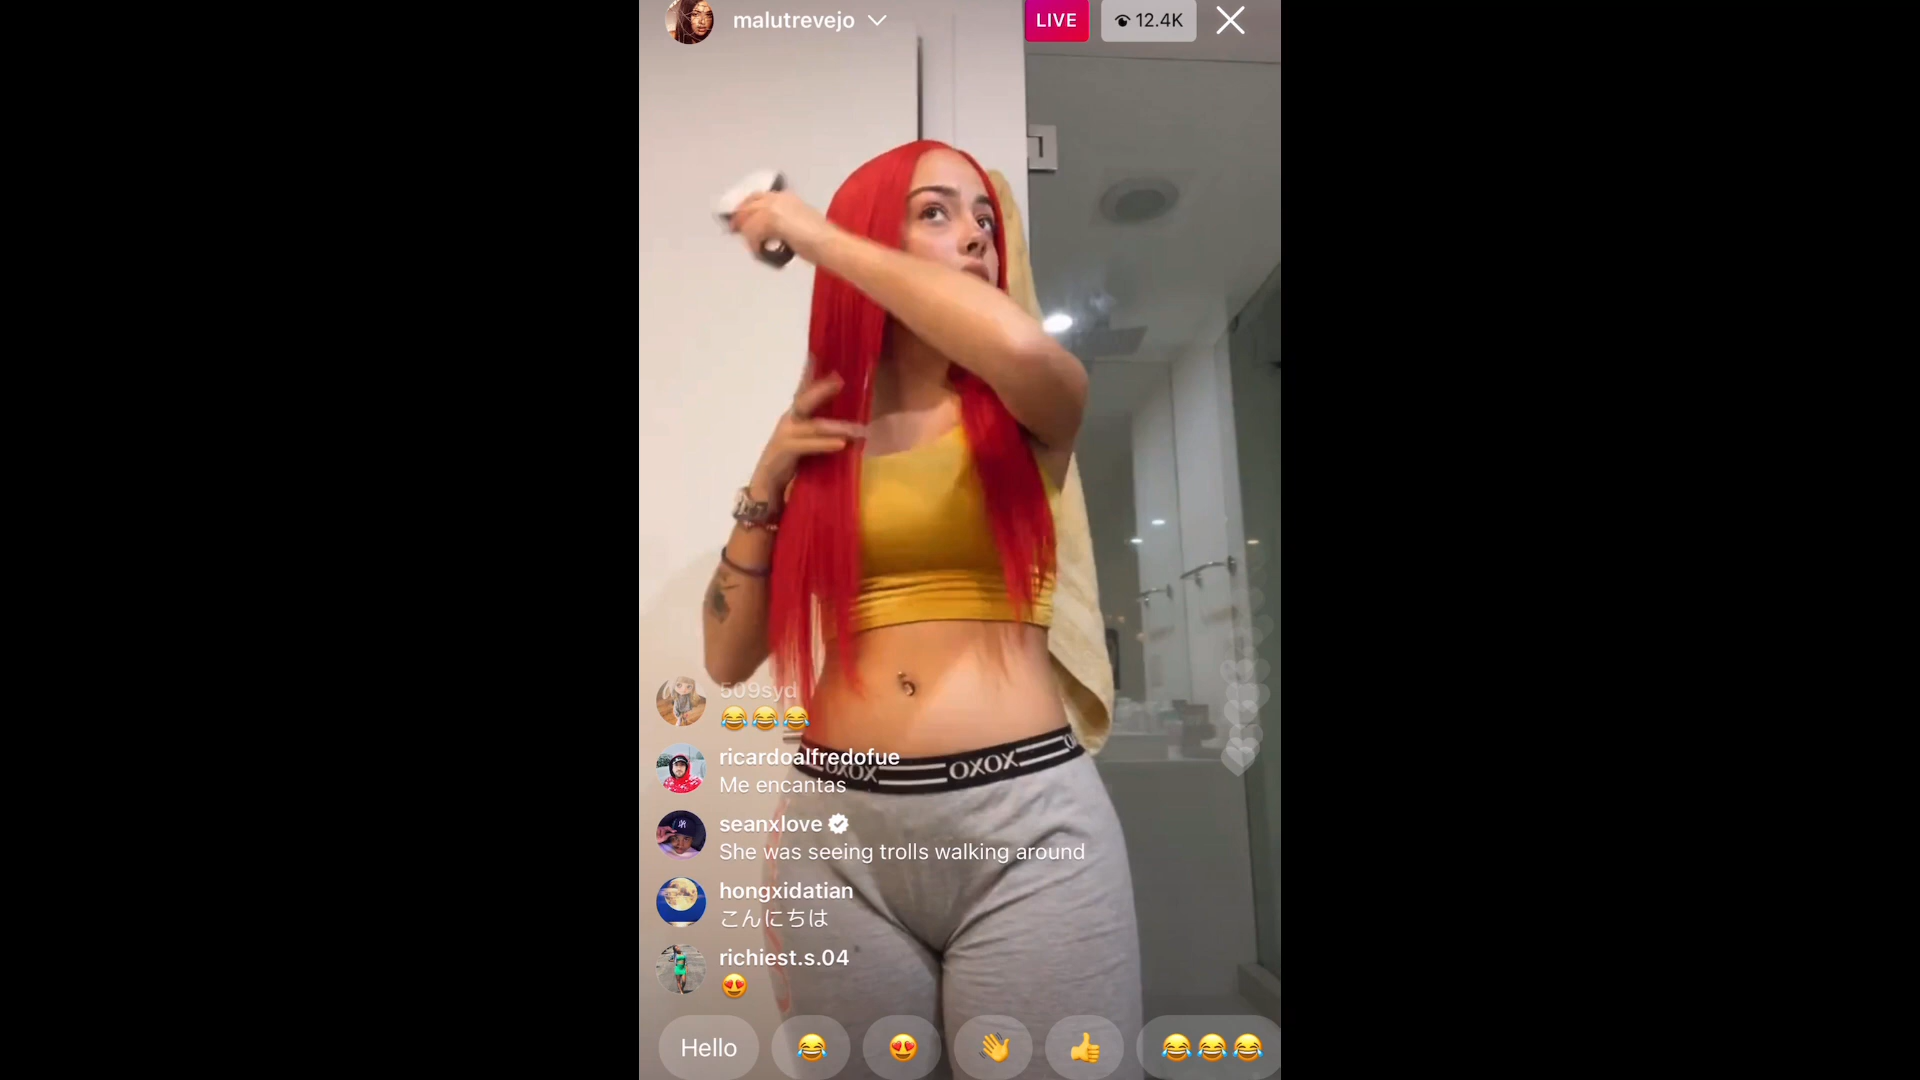 malutrevejo
LIVE
12.4K
509syd
😂😂😂
OXOX OXOX
ricardoalfredofue
Me encantas
seanxlove
She was seeing trolls walking around
hongxidatian
こんにちは
richiest.s.04
😍
Hello 😂 😍 👋 👍 😂😂😂